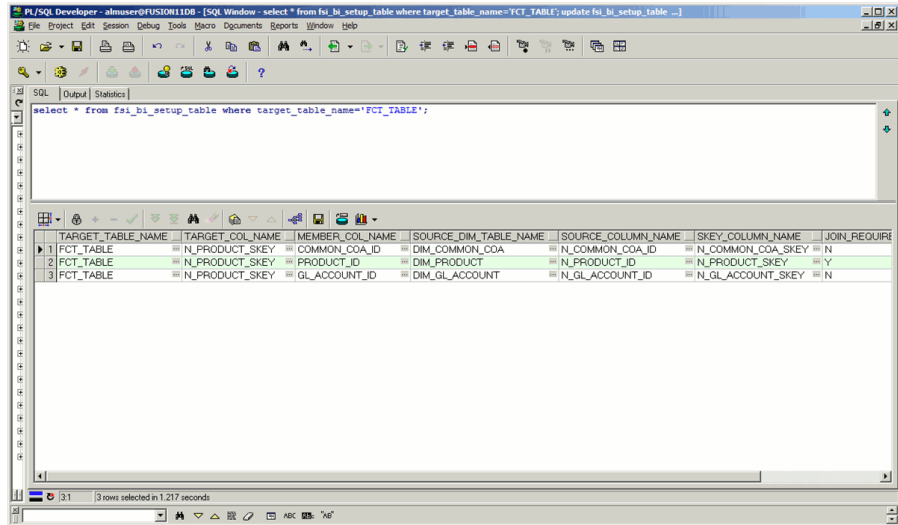 PL/SQL Developer - almuser@FUSION11DB - [SQL Window - select * from fsi_bi_setup_table where target_table_name='FCT_TABLE'; update fsi_bi_setup_table ...]
File Project Edit Session Debug Tools Macro Documents Reports Window Help
SQL Output Statistics
select * from fsi_bi_setup_table where target_table_name='FCT_TABLE';
TARGET_TABLE_NAME TARGET_COL_NAME MEMBER_COL_NAME SOURCE_DIM_TABLE_NAME SOURCE_COLUMN_NAME SKEY_COLUMN_NAME JOIN_REQUIRE
1 FCT_TABLE N_PRODUCT_SKEY COMMON_COA_ID DIM_COMMON_COA N_COMMON_COA_ID N_COMMON_COA_SKEY N
2 FCT_TABLE N_PRODUCT_SKEY PRODUCT_ID DIM_PRODUCT N_PRODUCT_ID N_PRODUCT_SKEY Y
3 FCT_TABLE N_PRODUCT_SKEY GL_ACCOUNT_ID DIM_GL_ACCOUNT N_GL_ACCOUNT_ID N_GL_ACCOUNT_SKEY N
3:1 3 rows selected in 1.217 seconds
ABC "AB"